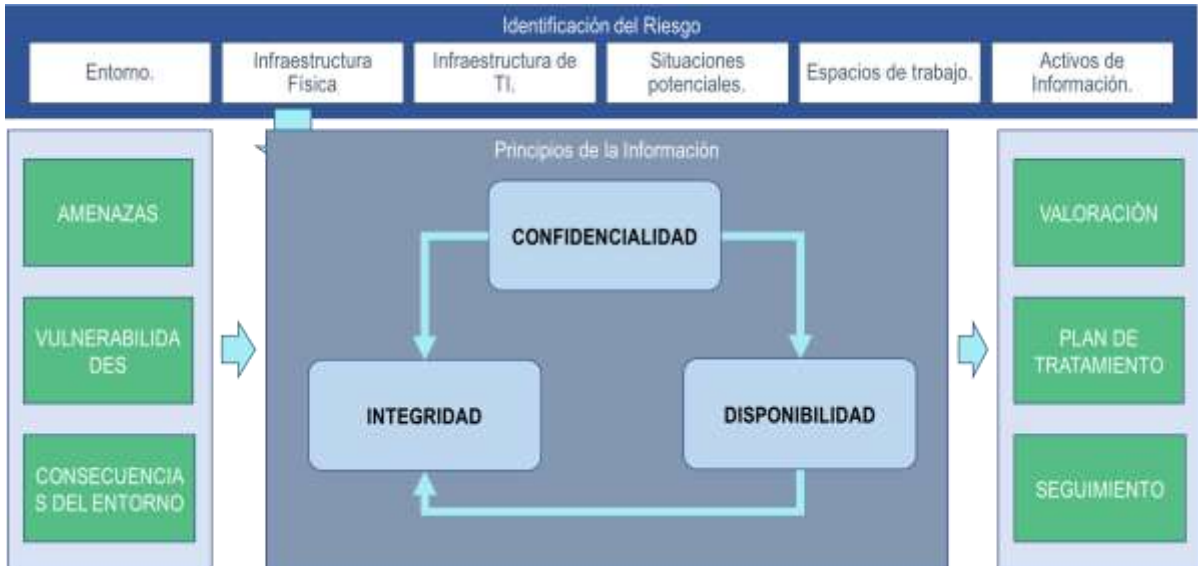 Identificación del Riesgo
Entorno.
Infraestructura
Física
Infraestructura de
TI.
Situaciones
potenciales.
Espacios de trabajo.
Activos de
Información.
Principios de la Información
AMENAZAS
VULNERABILIDA
DES
CONSECUENCIA
S DEL ENTORNO
CONFIDENCIALIDAD
INTEGRIDAD
DISPONIBILIDAD
VALORACIÒN
PLAN DE
TRATAMIENTO
SEGUIMIENTO